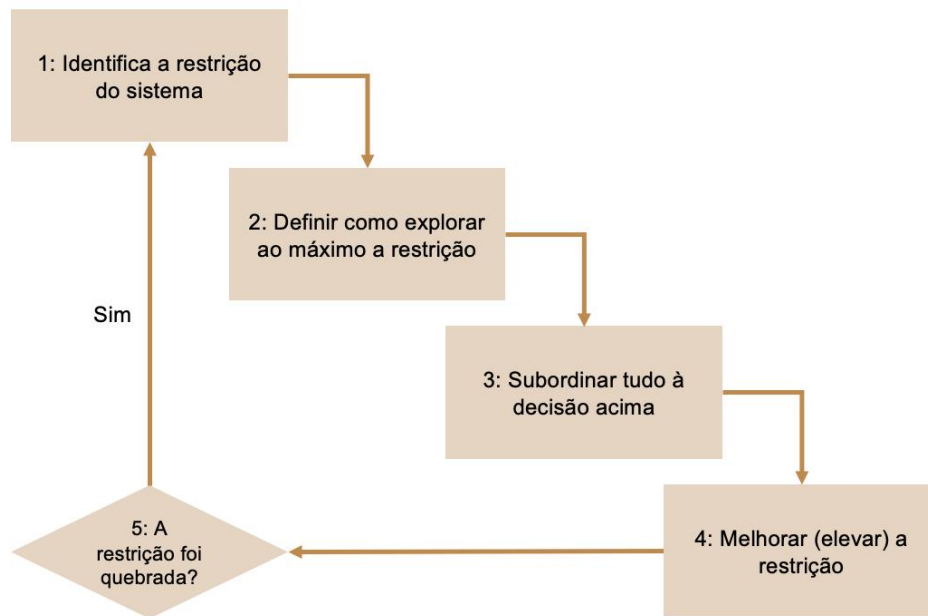 1: Identifica a restrição
do sistema
2: Definir como explorar
ao máximo a restrição
Sim
3: Subordinar tudo à
decisão acima
4: Melhorar (elevar) a
restrição
5: A
restrição foi
quebrada?